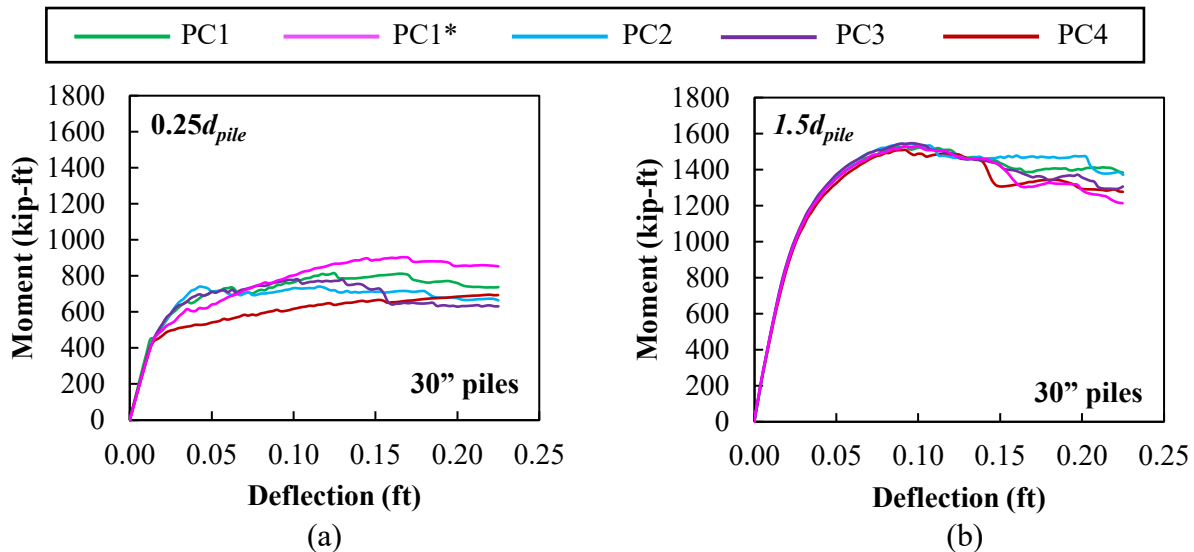 PC1 PC1* PC2 PC3 PC4
1800
1600
1400
1200
1000
800
600
400
200
0
Moment (kip-ft)
0.25d_pile
30” piles
0.00 0.05 0.10 0.15 0.20 0.25
Deflection (ft)
(a)
1800
1600
1400
1200
1000
800
600
400
200
0
Moment (kip-ft)
1.5d_pile
30” piles
0.00 0.05 0.10 0.15 0.20 0.25
Deflection (ft)
(b)